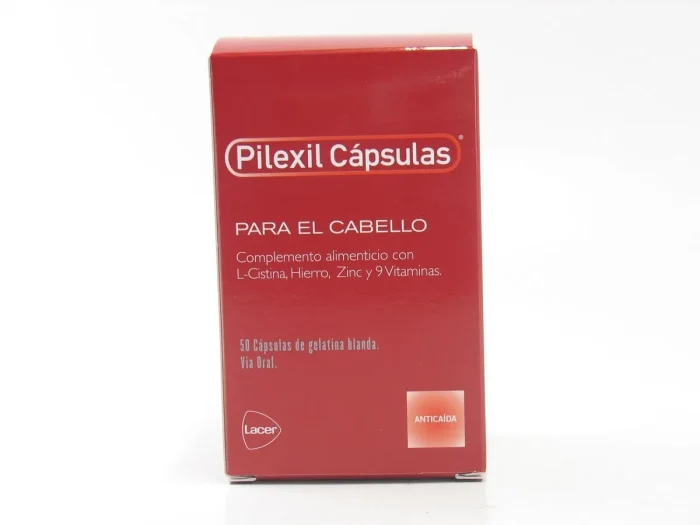 Pilexil Cápsulas®
PARA EL CABELLO
Complemento alimenticio con
L-Cistina, Hierro, Zinc y 9 Vitaminas.
50 Cápsulas de gelatina blanda.
Via Oral.
Lacer
ANTICAÍDA